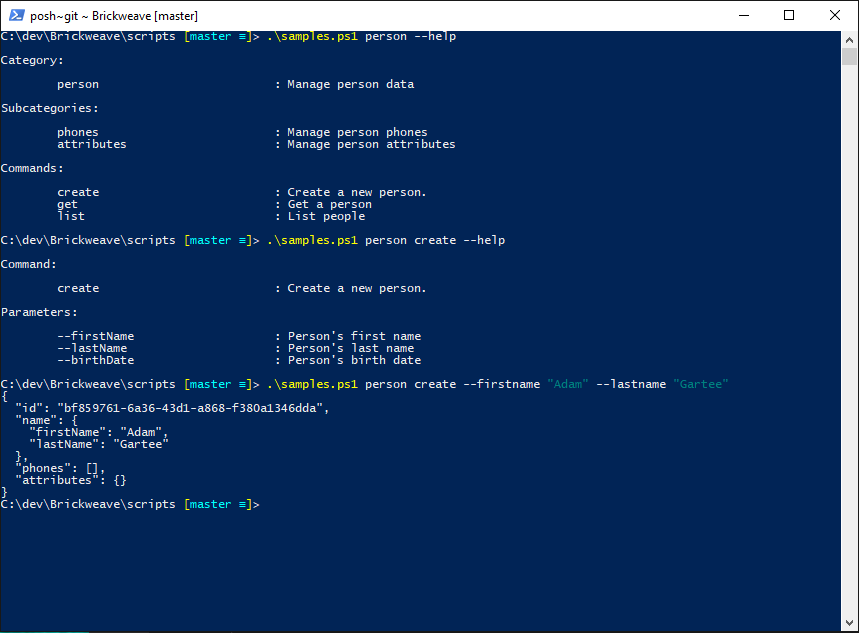 posh~git ~ Brickweave [master]
C:\dev\Brickweave\scripts [master ≡]> .\samples.ps1 person --help
Category:
person : Manage person data
Subcategories:
phones : Manage person phones
attributes : Manage person attributes
Commands:
create : Create a new person.
get : Get a person
list : List people
C:\dev\Brickweave\scripts [master ≡]> .\samples.ps1 person create --help
Command:
create : Create a new person.
Parameters:
--firstName : Person's first name
--lastName : Person's last name
--birthDate : Person's birth date
C:\dev\Brickweave\scripts [master ≡]> .\samples.ps1 person create --firstname "Adam" --lastname "Gartee"
{
"id": "bf859761-6a36-43d1-a868-f380a1346dda",
"name": {
"firstName": "Adam",
"lastName": "Gartee"
},
"phones": [],
"attributes": {}
}
C:\dev\Brickweave\scripts [master ≡]>